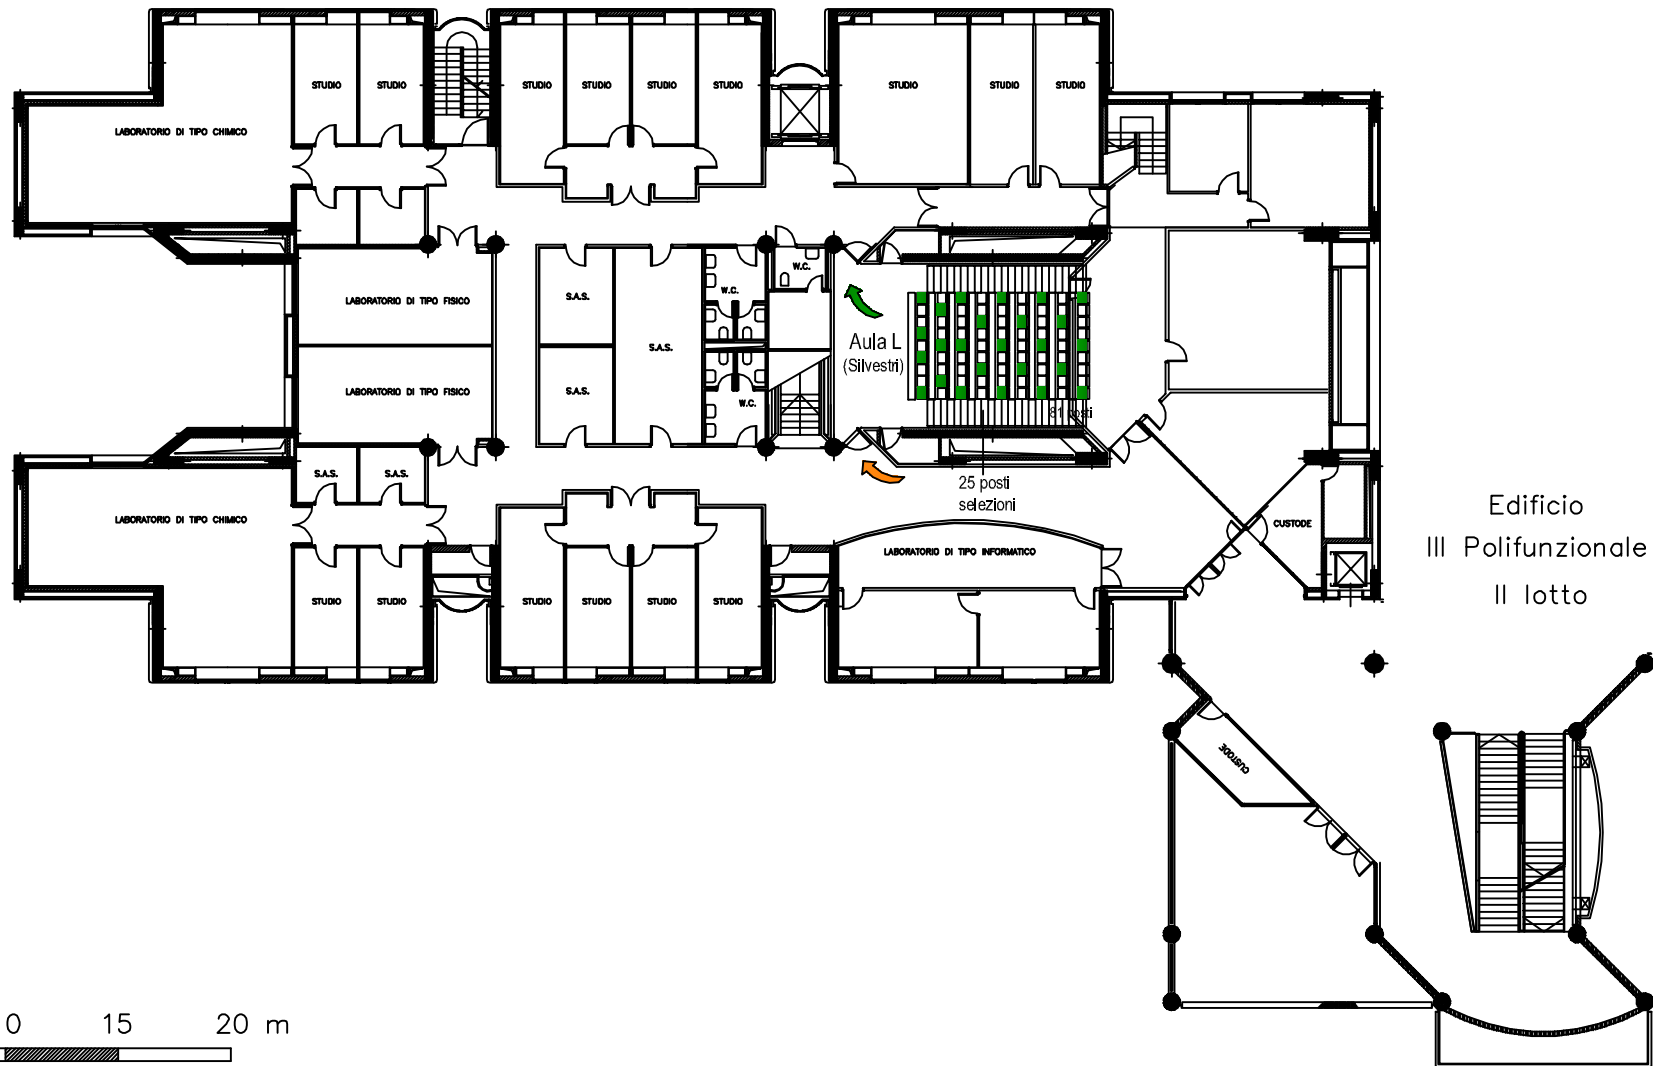 STUDIO STUDIO STUDIO STUDIO STUDIO STUDIO STUDIO STUDIO STUDIO
LABORATORIO DI TIPO CHIMICO
W.C.
S.A.S.
W.C.
LABORATORIO DI TIPO FISICO
Aula L
(Silvestri)
S.A.S.
LABORATORIO DI TIPO FISICO
S.A.S.
W.C.
81 posti
S.A.S. S.A.S.
25 posti
selezioni
LABORATORIO DI TIPO CHIMICO
CUSTODE
LABORATORIO DI TIPO INFORMATICO
Edificio
III Polifunzionale
II lotto
STUDIO STUDIO STUDIO STUDIO STUDIO STUDIO
CUSTODE
0 15 20 m